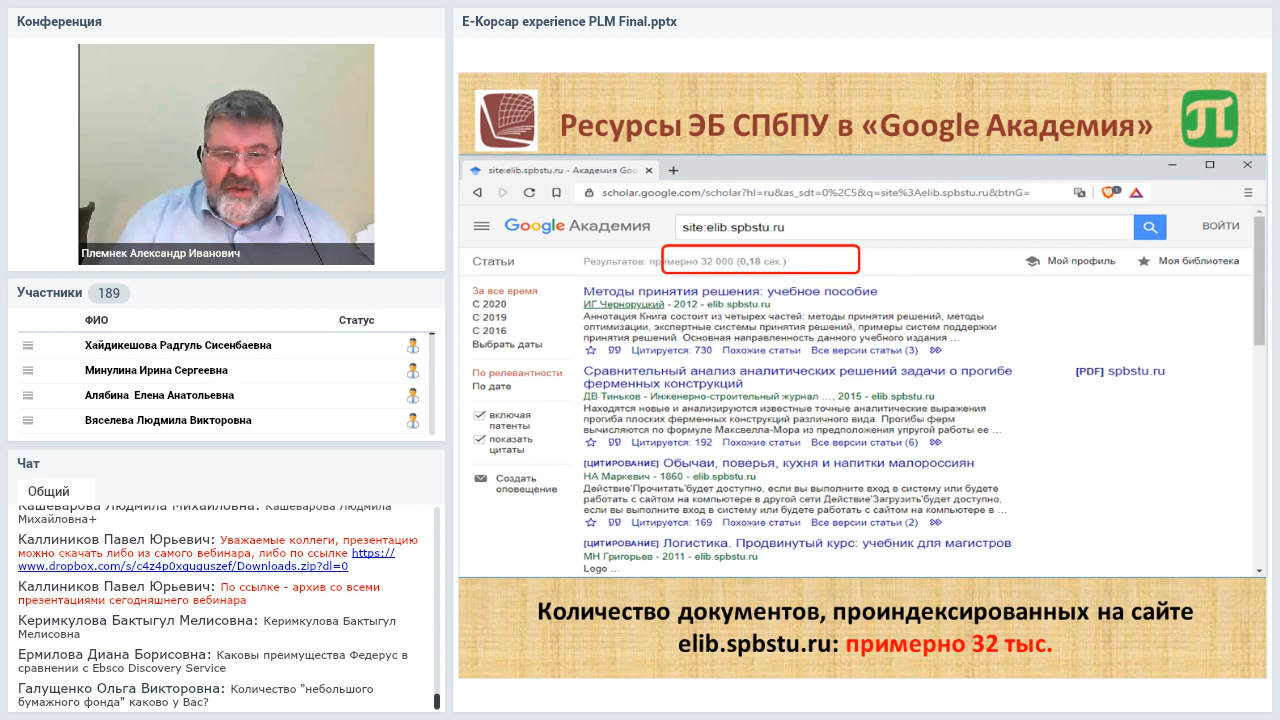 Конференция
Племнек Александр Иванович
Участники 189
ФИО Статус
Хайдикешова Радгуль Сисенбаевна
Минулина Ирина Сергеевна
Алябина Елена Анатольевна
Вяселева Людмила Викторовна
Чат
Общий
Кашеварова Людмила Михайловна: Кашеварова Людмила
Михайловна+
Каллиников Павел Юрьевич: Уважаемые коллеги, презентацию
можно скачать либо из самого вебинара, либо по ссылке https://
www.dropbox.com/s/c4z4p0xguguszef/Downloads.zip?dl=0
Каллиников Павел Юрьевич: По ссылке - архив со всеми
презентациями сегодняшнего вебинара
Керимкулова Бактыгул Мелисовна: Керимкулова Бактыгул
Мелисовна
Ермилова Диана Борисовна: Каковы преимущества Федерус в
сравнении с Ebsco Discovery Service
Галущенко Ольга Викторовна: Количество "небольшого
бумажного фонда" каково у Вас?
E-Корсар experience PLM Final.pptx
Ресурсы ЭБ СПбПУ в «Google Академия»
site:elib.spbstu.ru - Академия Goo
scholar.google.com/scholar?hl=ru&as_sdt=0%2C5&q=site%3Aelib.spbstu.ru&btnG=
Google Академия
site:elib.spbstu.ru
ВОЙТИ
Статьи
Результатов: примерно 32 000 (0,18 сек.)
Мой профиль
Моя библиотека
За все время
С 2020
С 2019
С 2016
Выбрать даты
По релевантности
По дате
включая
патенты
показать
цитаты
Создать
оповещение
Методы принятия решения: учебное пособие
ИГ Черноруцкий - 2012 - elib.spbstu.ru
Аннотация Книга состоит из четырех частей: методы принятия решений, методы
оптимизации, экспертные системы принятия решений, примеры систем поддержки
принятия решений. Основная направленность данного учебного издания ...
Цитируется: 730 Похожие статьи Все версии статьи (3)
Сравнительный анализ аналитических решений задачи о прогибе
ферменных конструкций
[PDF] spbstu.ru
ДВ Тиньков - Инженерно-строительный журнал ..., 2015 - elib.spbstu.ru
Находятся новые и анализируются известные точные аналитические выражения
прогиба плоских ферменных конструкций различного вида. Прогибы ферм
вычисляются по формуле Максвелла-Мора из предположения упругой работы ее ...
Цитируется: 192 Похожие статьи Все версии статьи (6)
[ЦИТИРОВАНИЕ] Обычаи, поверья, кухня и напитки малороссиян
НА Маркевич - 1860 - elib.spbstu.ru
Действие'Прочитать'будет доступно, если вы выполните вход в систему или будете
работать с сайтом на компьютере в другой сети Действие'Загрузить'будет доступно,
если вы выполните вход в систему или будете работать с сайтом на компьютере в ...
Цитируется: 169 Похожие статьи Все версии статьи (2)
[ЦИТИРОВАНИЕ] Логистика. Продвинутый курс: учебник для магистров
МН Григорьев - 2011 - elib.spbstu.ru
Logo ...
Количество документов, проиндексированных на сайте
elib.spbstu.ru: примерно 32 тыс.